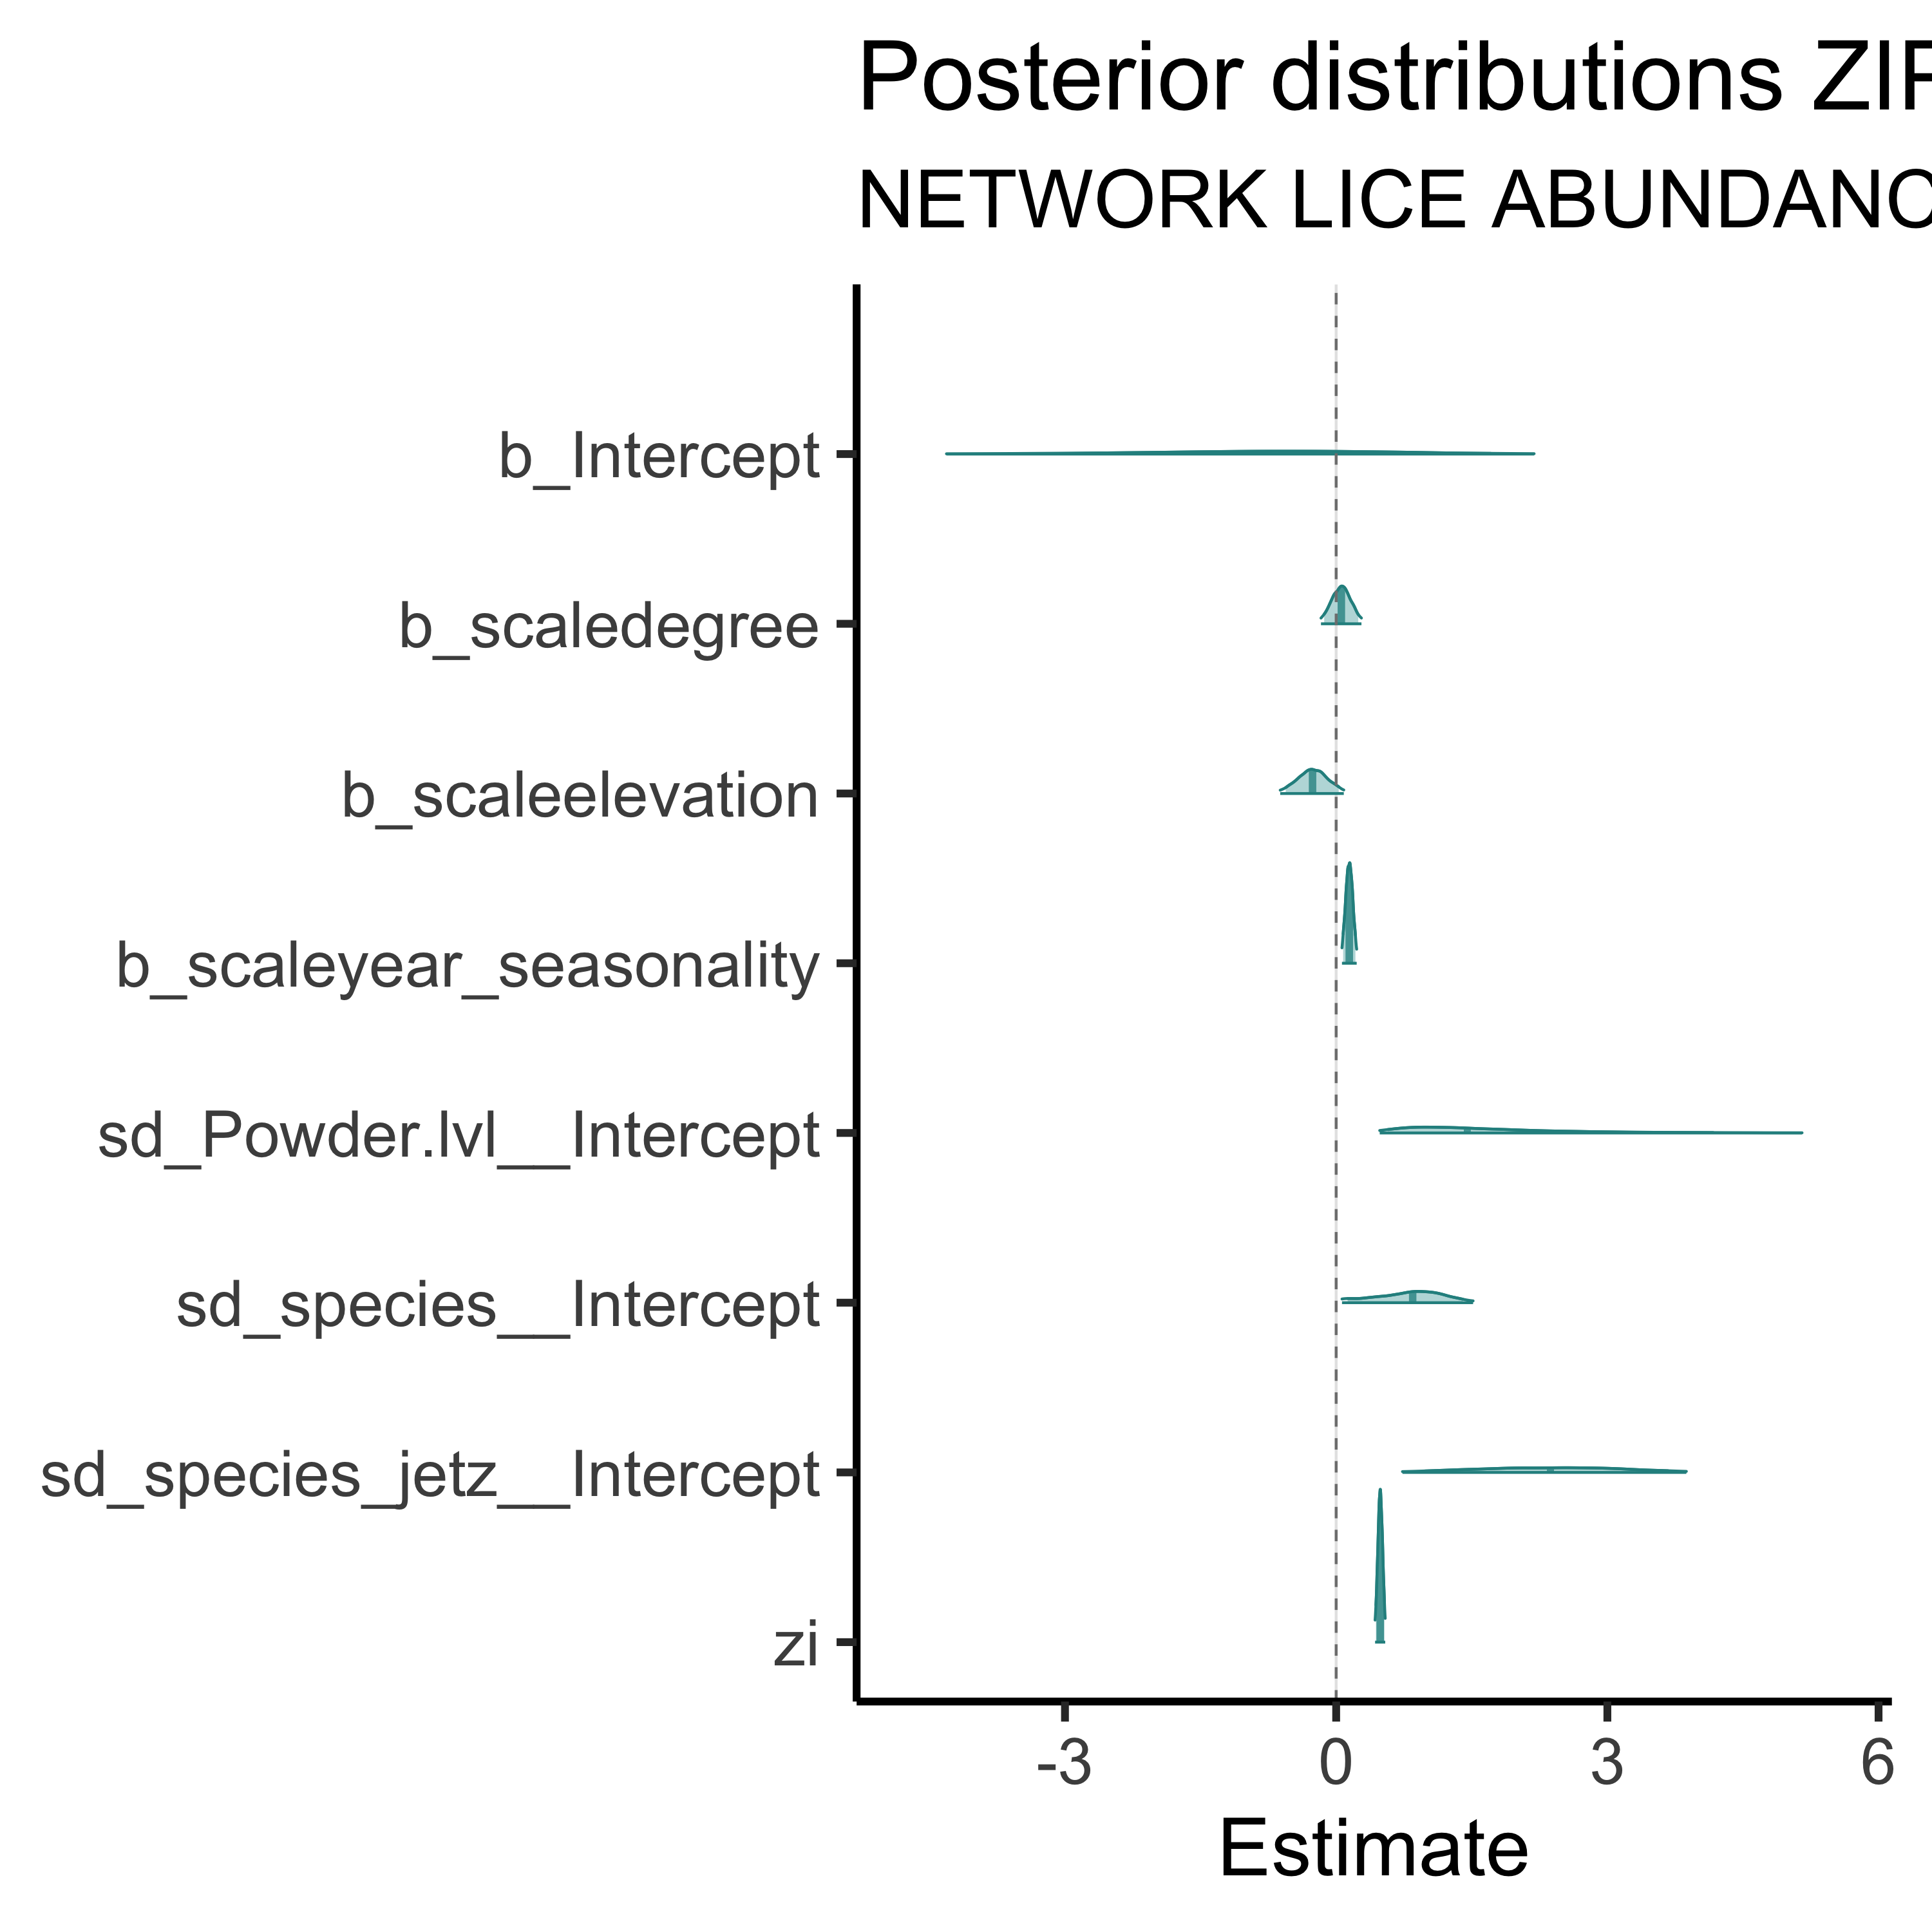 Posterior distributions ZIP
NETWORK LICE ABUNDANC
b_Intercept
b_scaledegree
b_scaleelevation
b_scaleyear_seasonality
sd_Powder.lvl__Intercept
sd_species__Intercept
sd_species_jetz__Intercept
zi
-3 0 3 6
Estimate